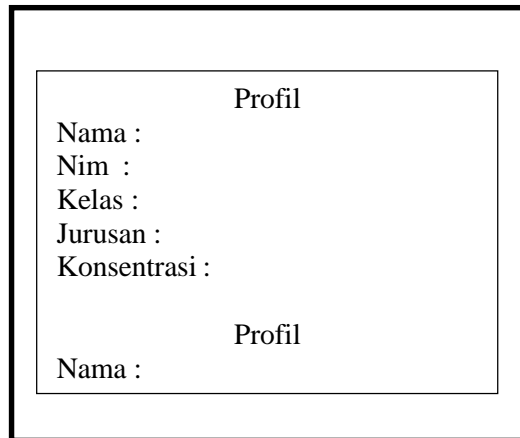 Profil
Nama :
Nim  :
Kelas :
Jurusan :
Konsentrasi :
Profil
Nama :